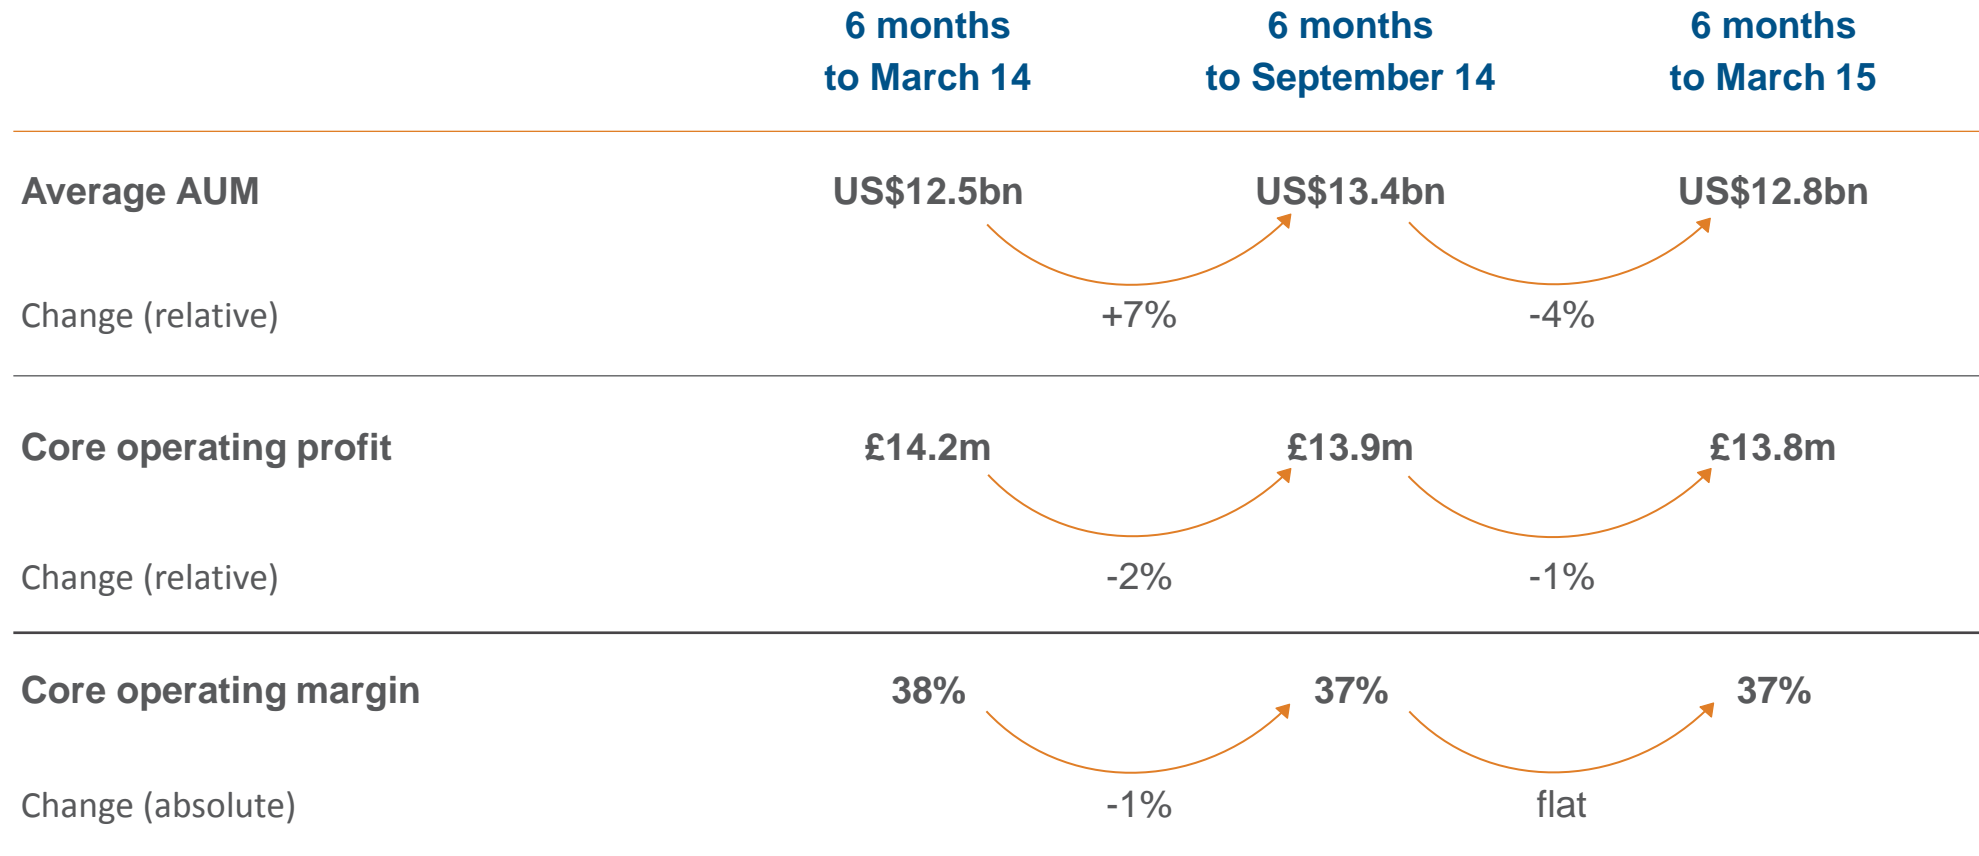 6 months 6 months 6 months
to March 14 to September 14 to March 15
Average AUM US$12.5bn US$13.4bn US$12.8bn
Change (relative) +7% -4%
Core operating profit £14.2m £13.9m £13.8m
Change (relative) -2% -1%
Core operating margin 38% 37% 37%
Change (absolute) -1% flat